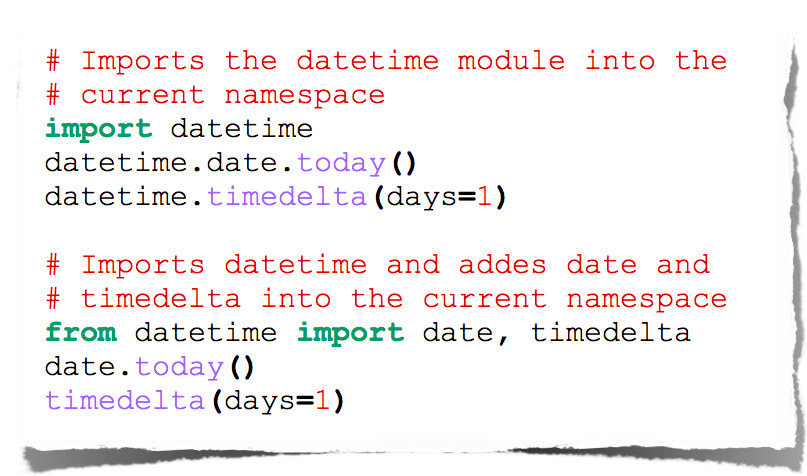 # Imports the datetime module into the
# current namespace
import datetime
datetime.date.today()
datetime.timedelta(days=1)
# Imports datetime and addes date and
# timedelta into the current namespace
from datetime import date, timedelta
date.today()
timedelta(days=1)